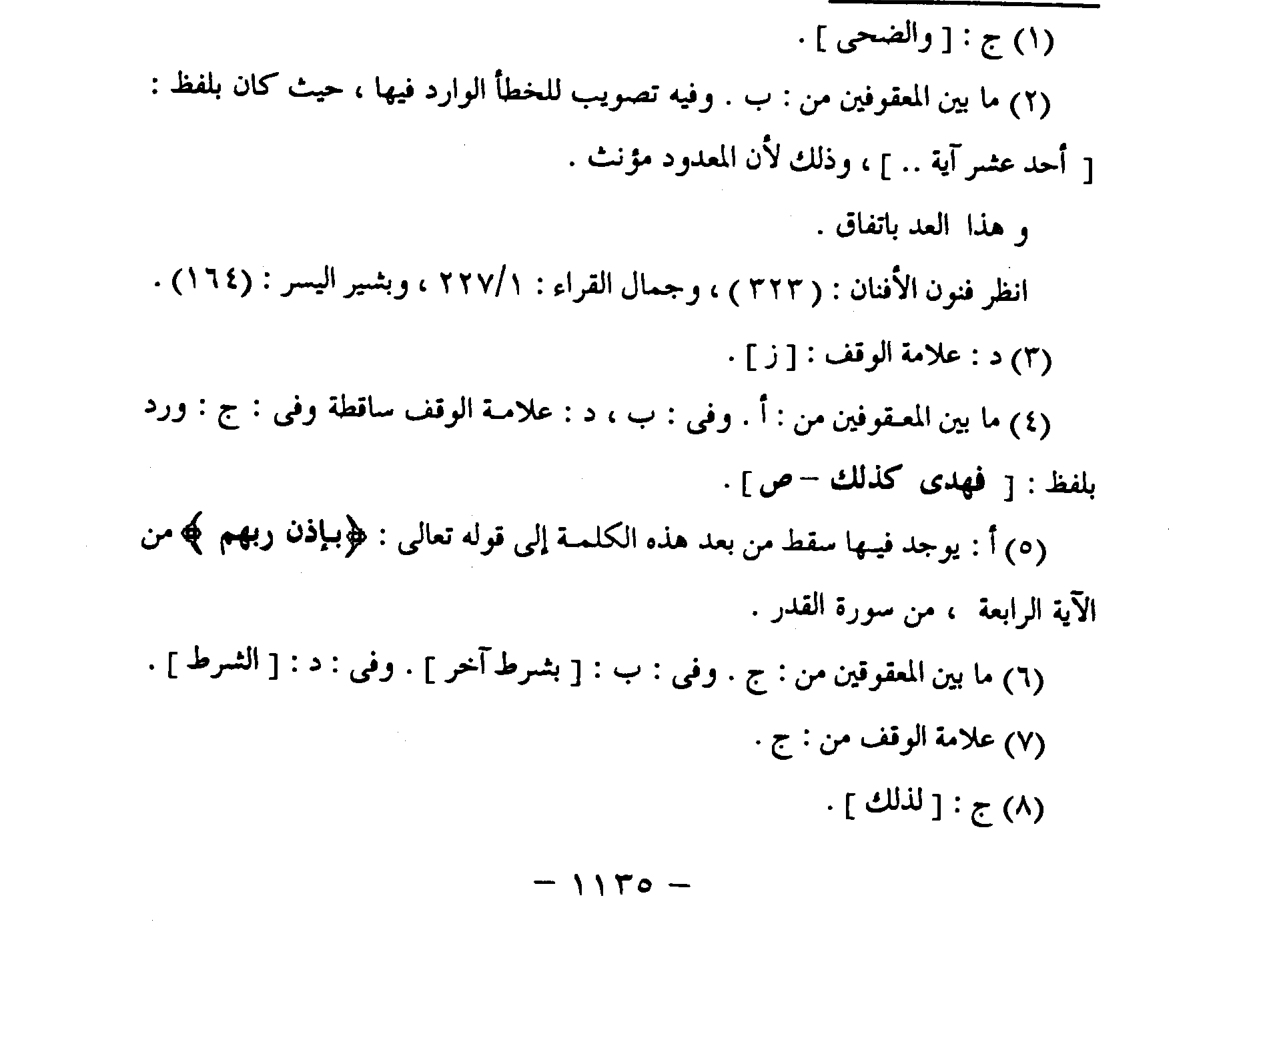 (١) ج : [ والضحى ] .
(٢) ما بين المعقوفين من : ب . وفيه تصويب للخطأ الوارد فيها ، حيث كان بلفظ :
[ أحد عشر آية .. ] ، وذلك لأن المعدود مؤنث .
و هذا العد باتفاق .
انظر فنون الأفنان : ( ٣٢٣ ) ، وجمال القراء : ٢٢٧/١ ، وبشير اليسر : (١٦٤) .
(٣) د : علامة الوقف : [ ز ] .
(٤) ما بين المعقوفين من : أ . وفى : ب ، د : علامة الوقف ساقطة وفى : ج : ورد
بلفظ : [ فهدى كذلك – ص ] .
(٥) أ : يوجد فيها سقط من بعد هذه الكلمة إلى قوله تعالى : ﴿بإذن ربهم ﴾ من
الآية الرابعة ، من سورة القدر .
(٦) ما بين المعقوقين من : ج . وفى : ب : [ بشرط آخر ] . وفى : د : [ الشرط ] .
(٧) علامة الوقف من : ج .
(٨) ج : [ لذلك ] .
– ١١٣٥ –